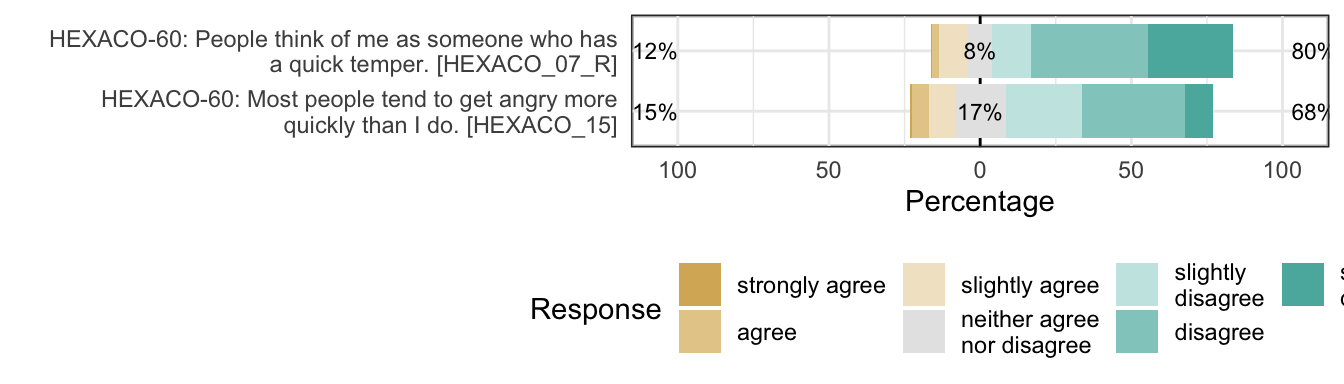 HEXACO-60: People think of me as someone who has
a quick temper. [HEXACO_07_R]
12%
8%
80%
HEXACO-60: Most people tend to get angry more
quickly than I do. [HEXACO_15]
15%
17%
68%
100
50
0
50
100
Percentage
Response
strongly agree
agree
slightly agree
neither agree
nor disagree
slightly
disagree
disagree